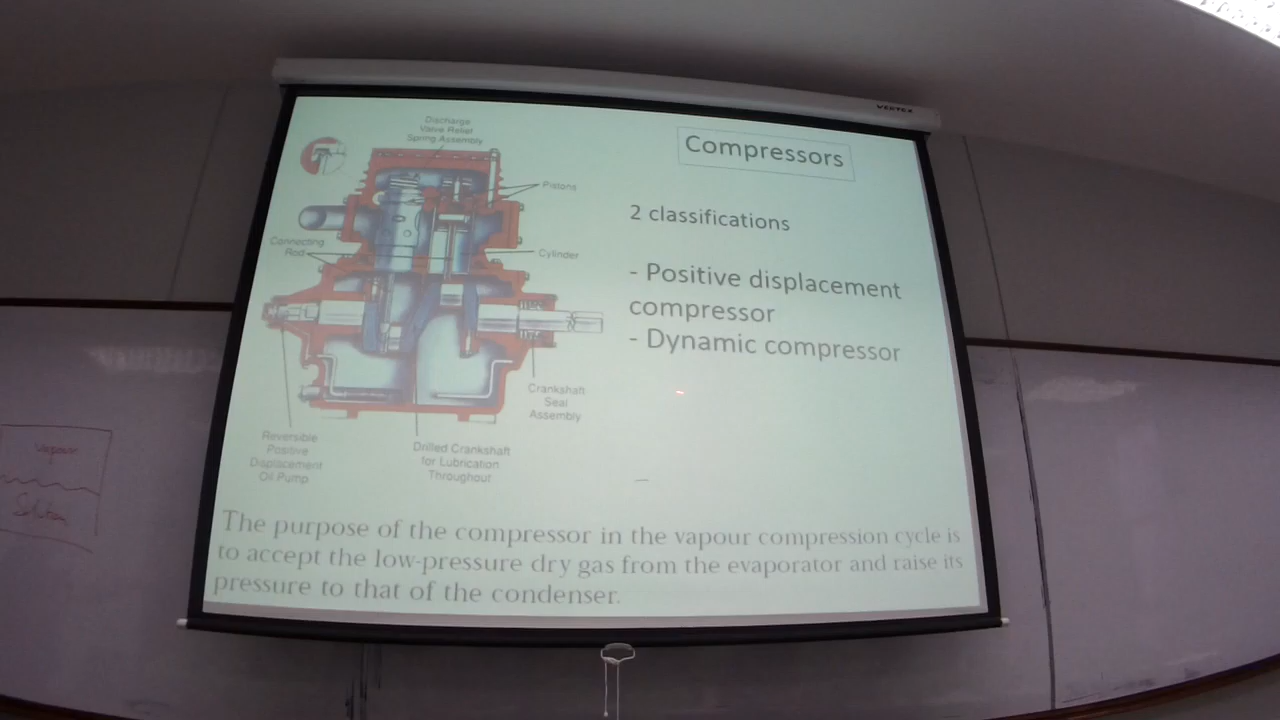 VERTEX
Compressors
Discharge
Valve Relief
Spring Assembly
Pistons
Connecting
Rod
Cylinder
Crankshaft
Seal
Assembly
Reversible
Positive
Displacement
Oil Pump
Drilled Crankshaft
for Lubrication
Throughout
2 classifications
- Positive displacement
compressor
- Dynamic compressor
The purpose of the compressor in the vapour compression cycle is
to accept the low-pressure dry gas from the evaporator and raise its
pressure to that of the condenser.
Vapour
Solution